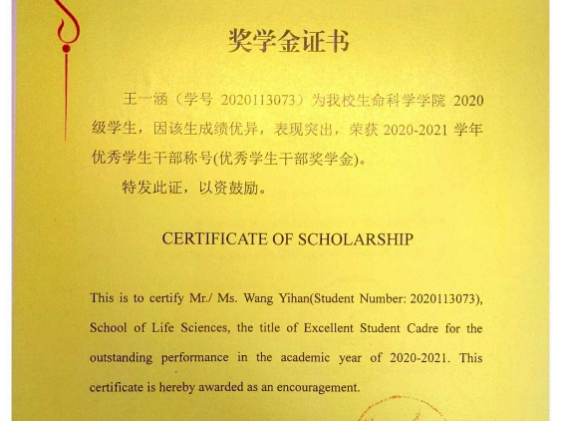 奖学金证书
王一涵（学号 2020113073）为我校生命科学学院 2020
级学生，因该生成绩优异，表现突出，荣获 2020-2021 学年
优秀学生干部称号(优秀学生干部奖学金)。
特发此证，以资鼓励。
CERTIFICATE OF SCHOLARSHIP
This is to certify Mr./ Ms. Wang Yihan(Student Number: 2020113073),
School of Life Sciences, the title of Excellent Student Cadre for the
outstanding performance in the academic year of 2020-2021. This
certificate is hereby awarded as an encouragement.